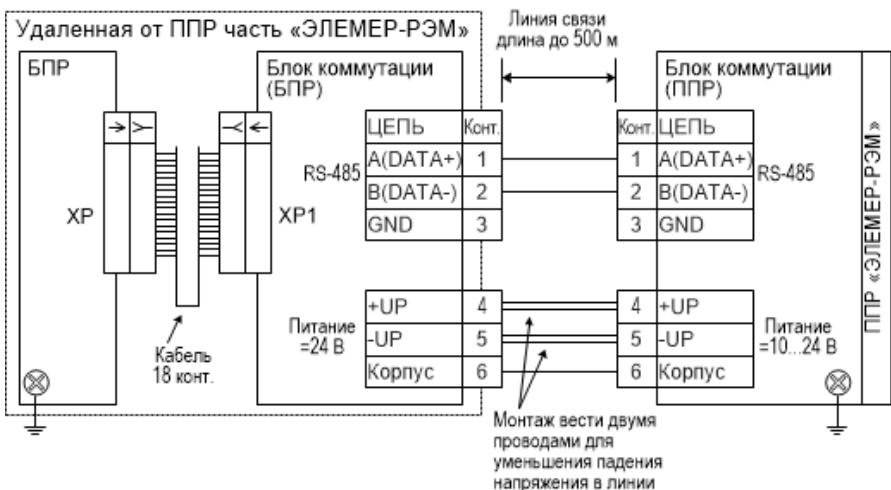 Удаленная от ППР часть «ЭЛЕМЕР-РЭМ»
Линия связи
длина до 500 м
БПР
Блок коммутации
(БПР)
Блок коммутации
(ППР)
ЦЕПЬ Конт.
Конт. ЦЕПЬ
RS-485
A(DATA+) 1
1 A(DATA+)
B(DATA-) 2
2 B(DATA-)
RS-485
GND 3
3 GND
ХР
ХР1
ППР «ЭЛЕМЕР-РЭМ»
Питание
=24 В
+UP 4
4 +UP
-UP 5
5 -UP
Корпус 6
6 Корпус
Питание
=10...24 В
Кабель
18 конт.
Монтаж вести двумя
проводами для
уменьшения падения
напряжения в линии